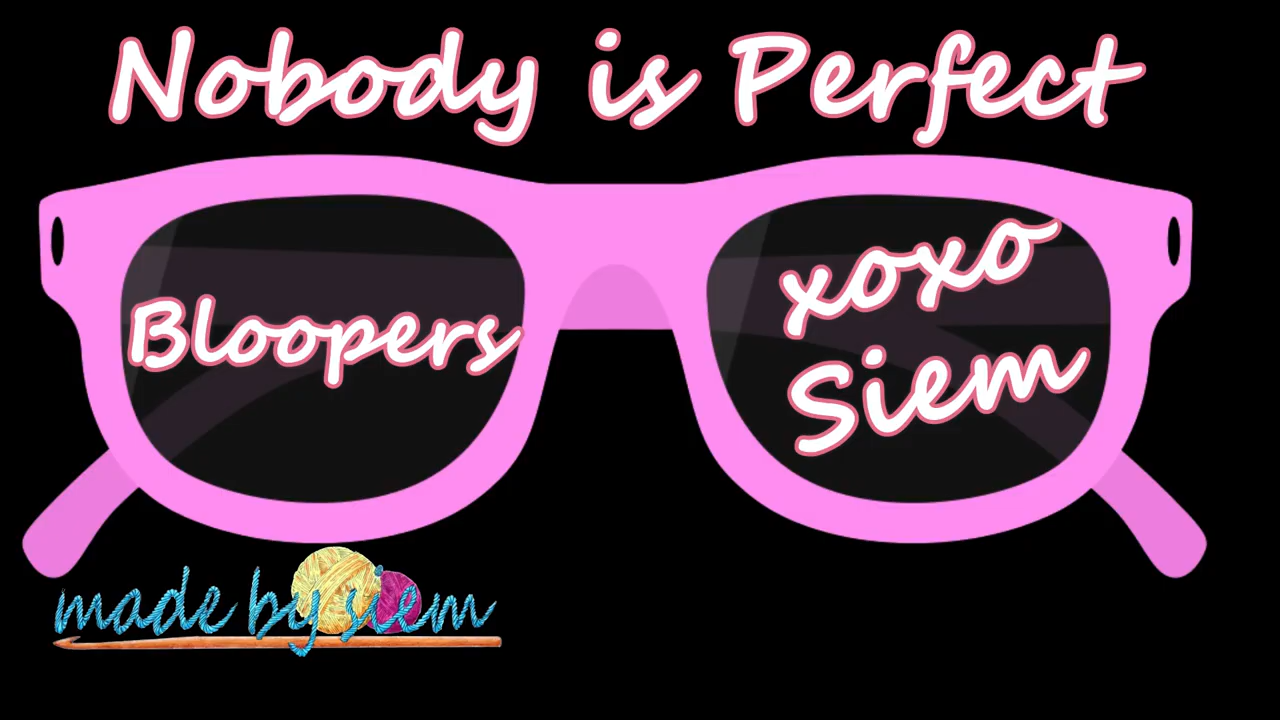 Nobody is Perfect
Bloopers
xoxo
Siem
made by siem